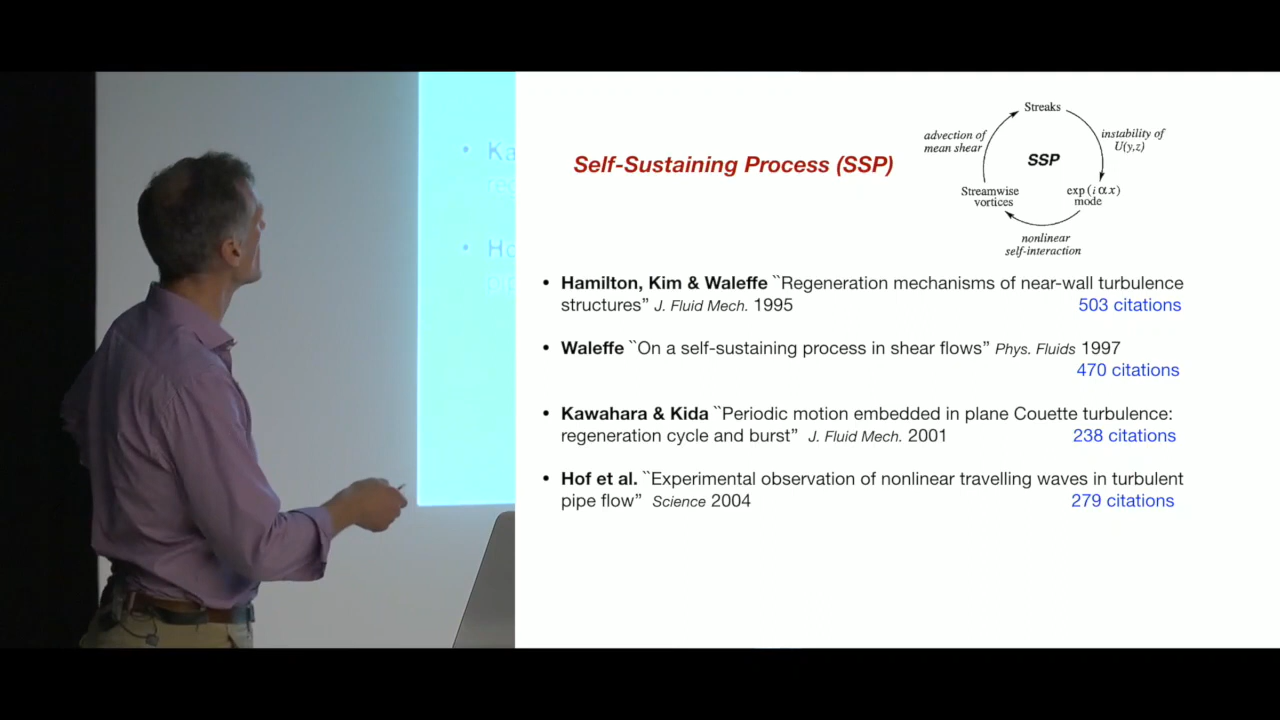 Streaks
advection of
mean shear
instability of
U(y,z)
SSP
Self-Sustaining Process (SSP)
Streamwise
vortices
exp(iαx)
mode
nonlinear
self-interaction
• Hamilton, Kim & Waleffe ``Regeneration mechanisms of near-wall turbulence
structures” J. Fluid Mech. 1995 503 citations
• Waleffe ``On a self-sustaining process in shear flows” Phys. Fluids 1997
470 citations
• Kawahara & Kida ``Periodic motion embedded in plane Couette turbulence:
regeneration cycle and burst” J. Fluid Mech. 2001 238 citations
• Hof et al. ``Experimental observation of nonlinear travelling waves in turbulent
pipe flow” Science 2004 279 citations
• Ka
• Ho